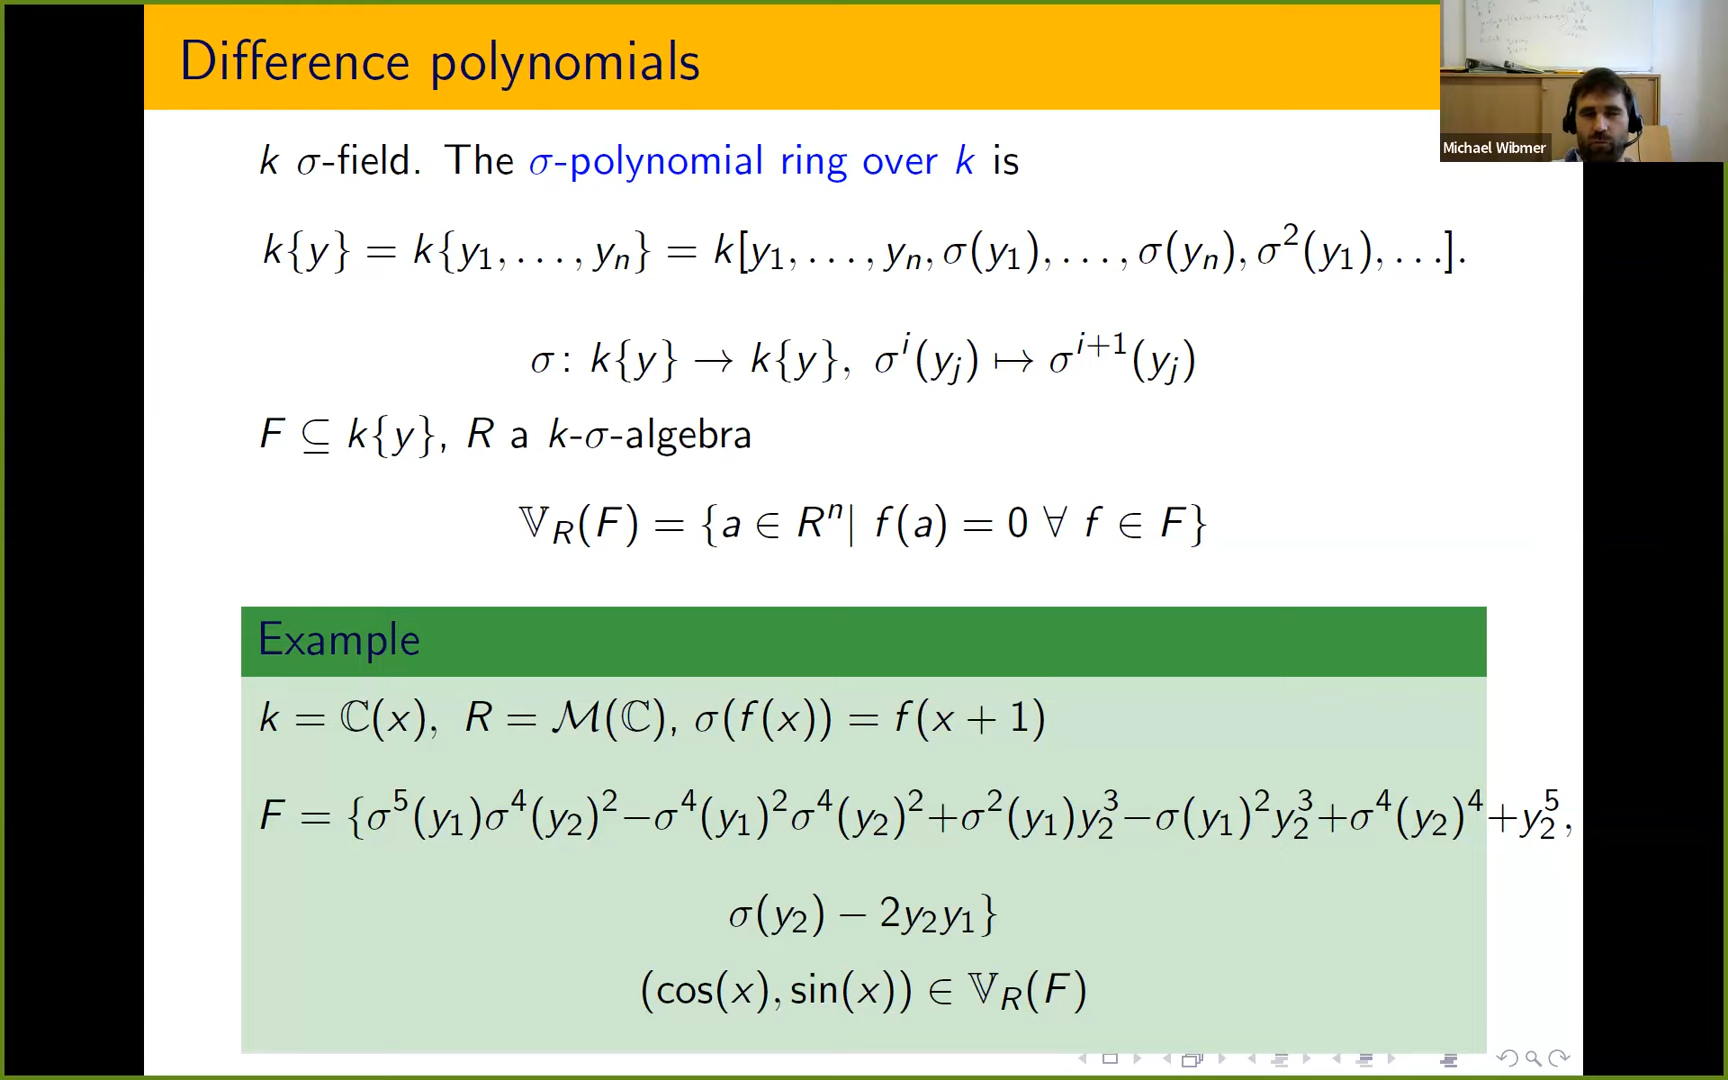 Difference polynomials
Michael Wibmer
k σ-field. The σ-polynomial ring over k is
k{y} = k{y₁, . . . , yₙ} = k[y₁, . . . , yₙ, σ(y₁), . . . , σ(yₙ), σ²(y₁), . . .].
σ: k{y} → k{y}, σⁱ(yⱼ) ↦ σⁱ⁺¹(yⱼ)
F ⊆ k{y}, R a k-σ-algebra
𝕍_R(F) = {a ∈ Rⁿ| f(a) = 0 ∀ f ∈ F}
Example
k = ℂ(x), R = ℳ(ℂ), σ(f(x)) = f(x + 1)
F = {σ⁵(y₁)σ⁴(y₂)²−σ⁴(y₁)²σ⁴(y₂)²+σ²(y₁)y₂³−σ(y₁)²y₂³+σ⁴(y₂)⁴+y₂⁵,
σ(y₂) − 2y₂y₁}
(cos(x), sin(x)) ∈ 𝕍_R(F)